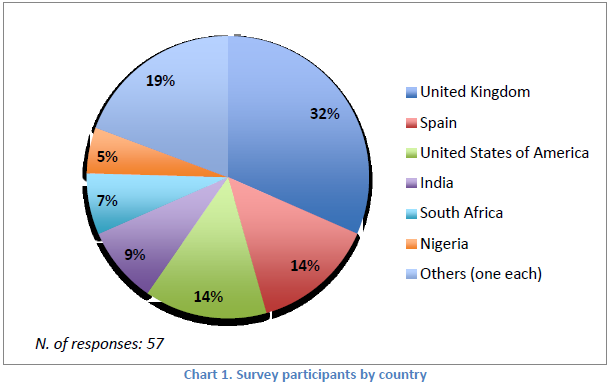 19%
32%
5%
7%
9%
14%
14%
United Kingdom
Spain
United States of America
India
South Africa
Nigeria
Others (one each)
N. of responses: 57
Chart 1. Survey participants by country